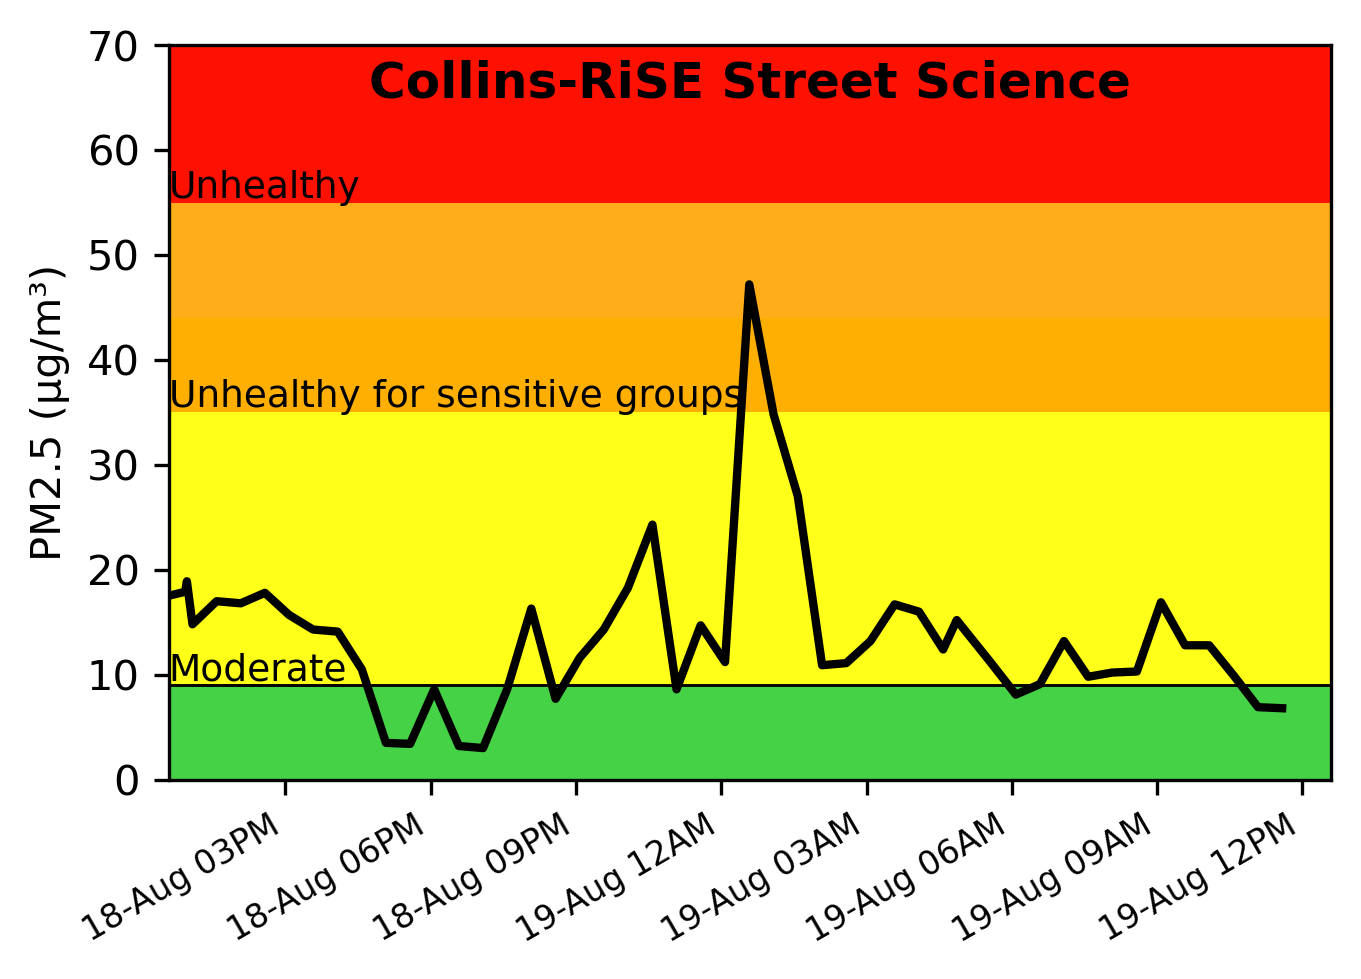 Collins-RiSE Street Science
70
60
50
40
30
20
10
0
PM2.5 (µg/m³)
Unhealthy
Unhealthy for sensitive groups
Moderate
18-Aug 03PM
18-Aug 06PM
18-Aug 09PM
19-Aug 12AM
19-Aug 03AM
19-Aug 06AM
19-Aug 09AM
19-Aug 12PM